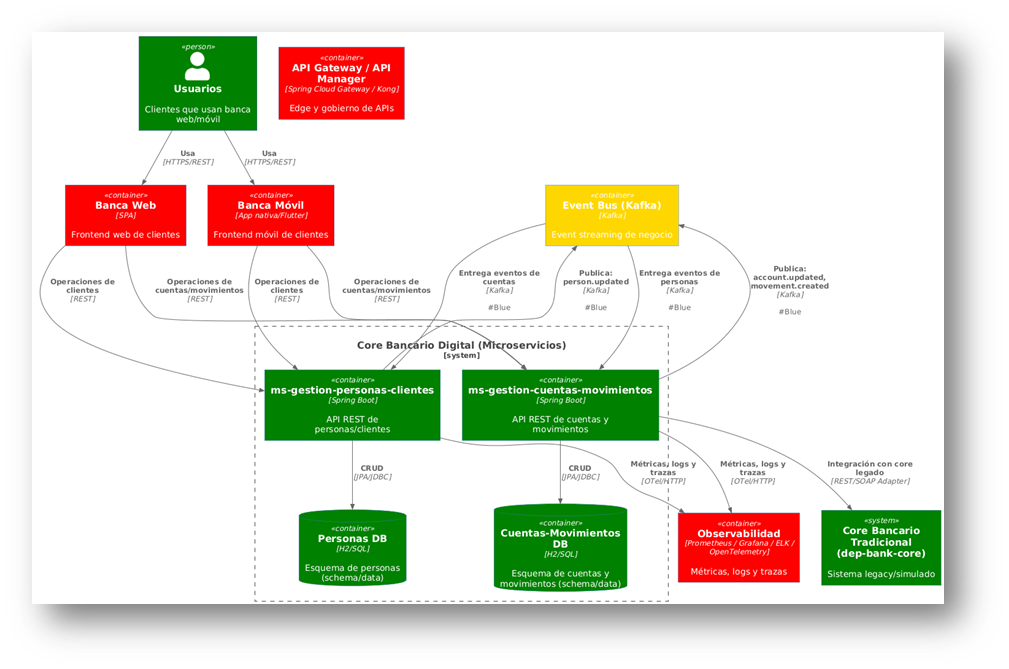 «person»
Usuarios
Clientes que usan banca
web/móvil
«container»
API Gateway / API
Manager
[Spring Cloud Gateway / Kong]
Edge y gobierno de APIs
Usa
[HTTPS/REST]
Usa
[HTTPS/REST]
«container»
Banca Web
[SPA]
Frontend web de clientes
«container»
Banca Móvil
[App nativa/Flutter]
Frontend móvil de clientes
«container»
Event Bus (Kafka)
[Kafka]
Event streaming de negocio
Operaciones de
clientes
[REST]
Operaciones de
cuentas/movimientos
[REST]
Operaciones de
clientes
[REST]
Operaciones de
cuentas/movimientos
[REST]
Entrega eventos de
cuentas
[Kafka]
#Blue
Publica:
person.updated
[Kafka]
#Blue
Entrega eventos de
personas
[Kafka]
#Blue
Publica:
account.updated,
movement.created
[Kafka]
#Blue
Core Bancario Digital (Microservicios)
[system]
«container»
ms-gestion-personas-clientes
[Spring Boot]
API REST de
personas/clientes
«container»
ms-gestion-cuentas-movimientos
[Spring Boot]
API REST de cuentas y
movimientos
CRUD
[JPA/JDBC]
CRUD
[JPA/JDBC]
Métricas, logs y
trazas
[OTel/HTTP]
Métricas, logs y
trazas
[OTel/HTTP]
Integración con core
legado
[REST/SOAP Adapter]
«container»
Personas DB
[H2/SQL]
Esquema de personas
(schema/data)
«container»
Cuentas-Movimientos
DB
[H2/SQL]
Esquema de cuentas y
movimientos (schema/data)
«container»
Observabilidad
[Prometheus / Grafana / ELK /
OpenTelemetry]
Métricas, logs y trazas
«system»
Core Bancario
Tradicional
(dep-bank-core)
Sistema legacy/simulado